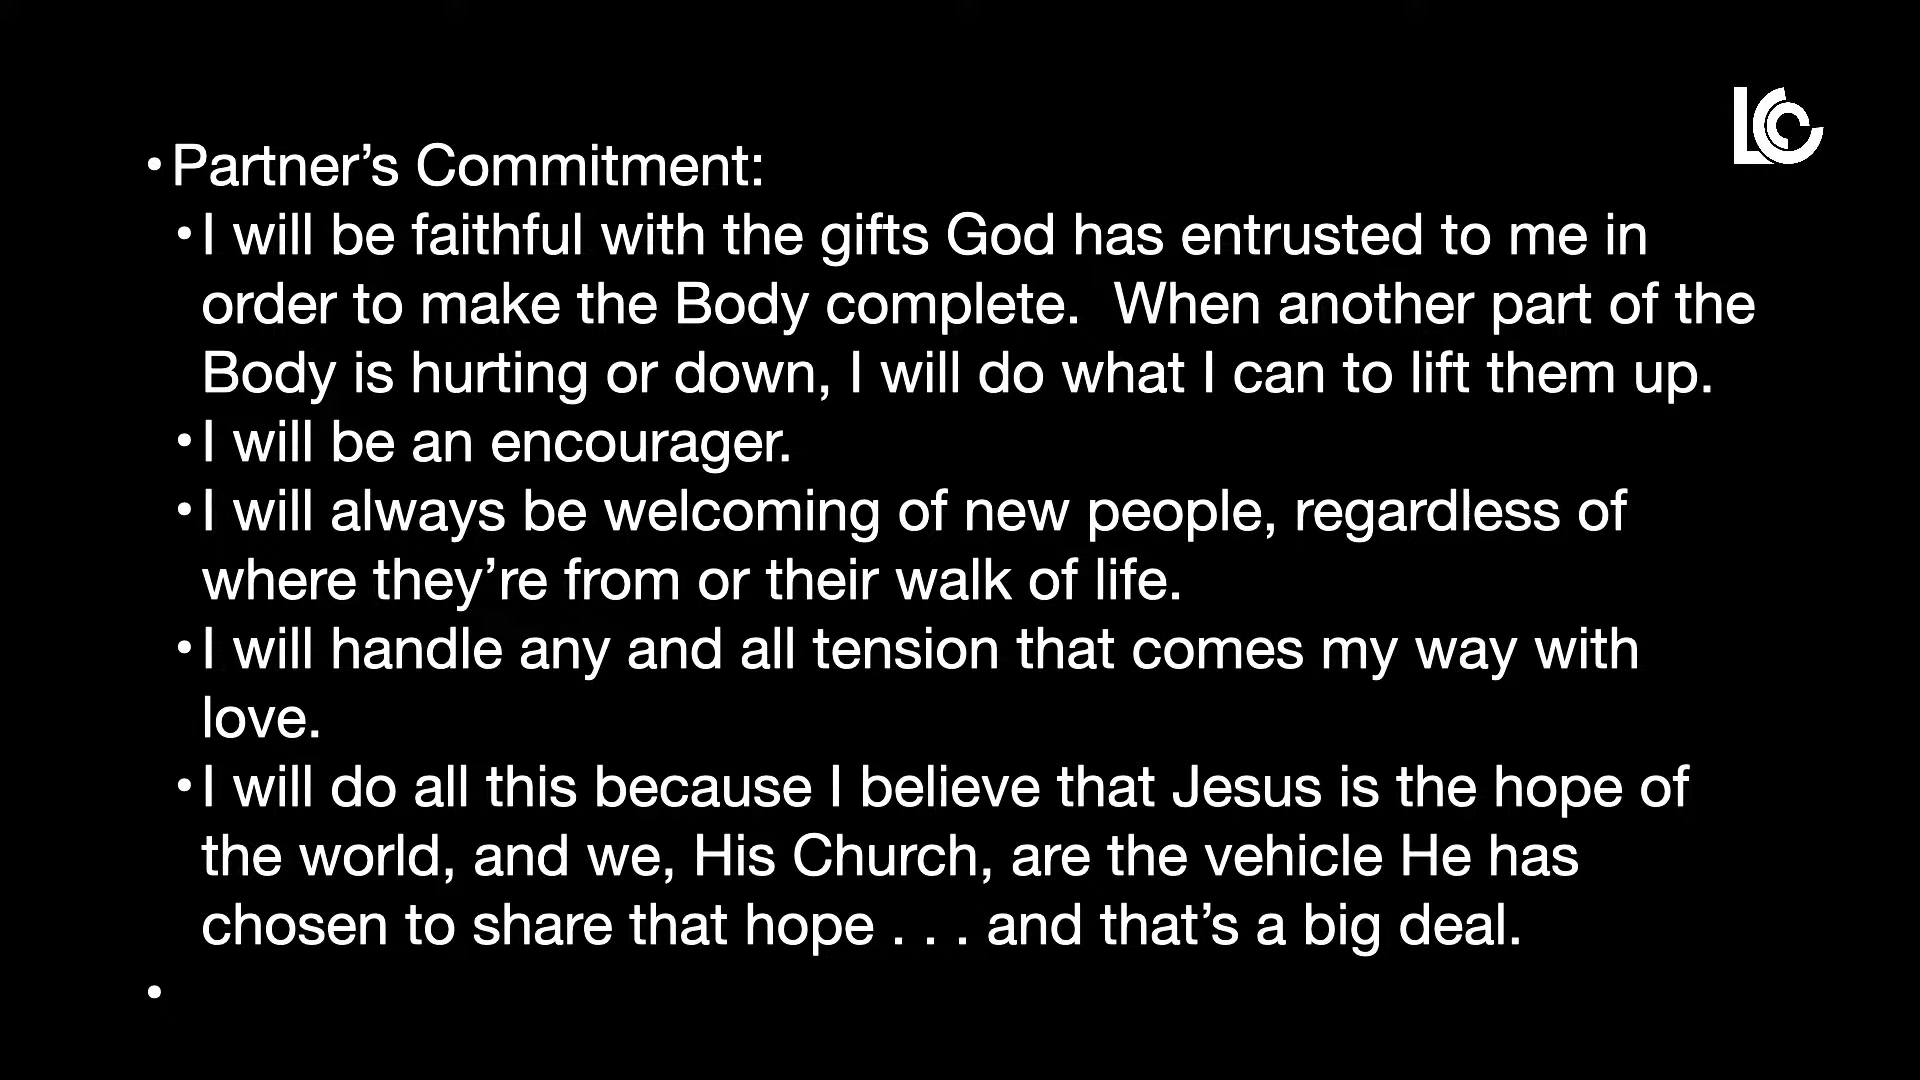 • Partner’s Commitment:
• I will be faithful with the gifts God has entrusted to me in
order to make the Body complete.  When another part of the
Body is hurting or down, I will do what I can to lift them up.
• I will be an encourager.
• I will always be welcoming of new people, regardless of
where they’re from or their walk of life.
• I will handle any and all tension that comes my way with
love.
• I will do all this because I believe that Jesus is the hope of
the world, and we, His Church, are the vehicle He has
chosen to share that hope . . . and that’s a big deal.
•
LCC